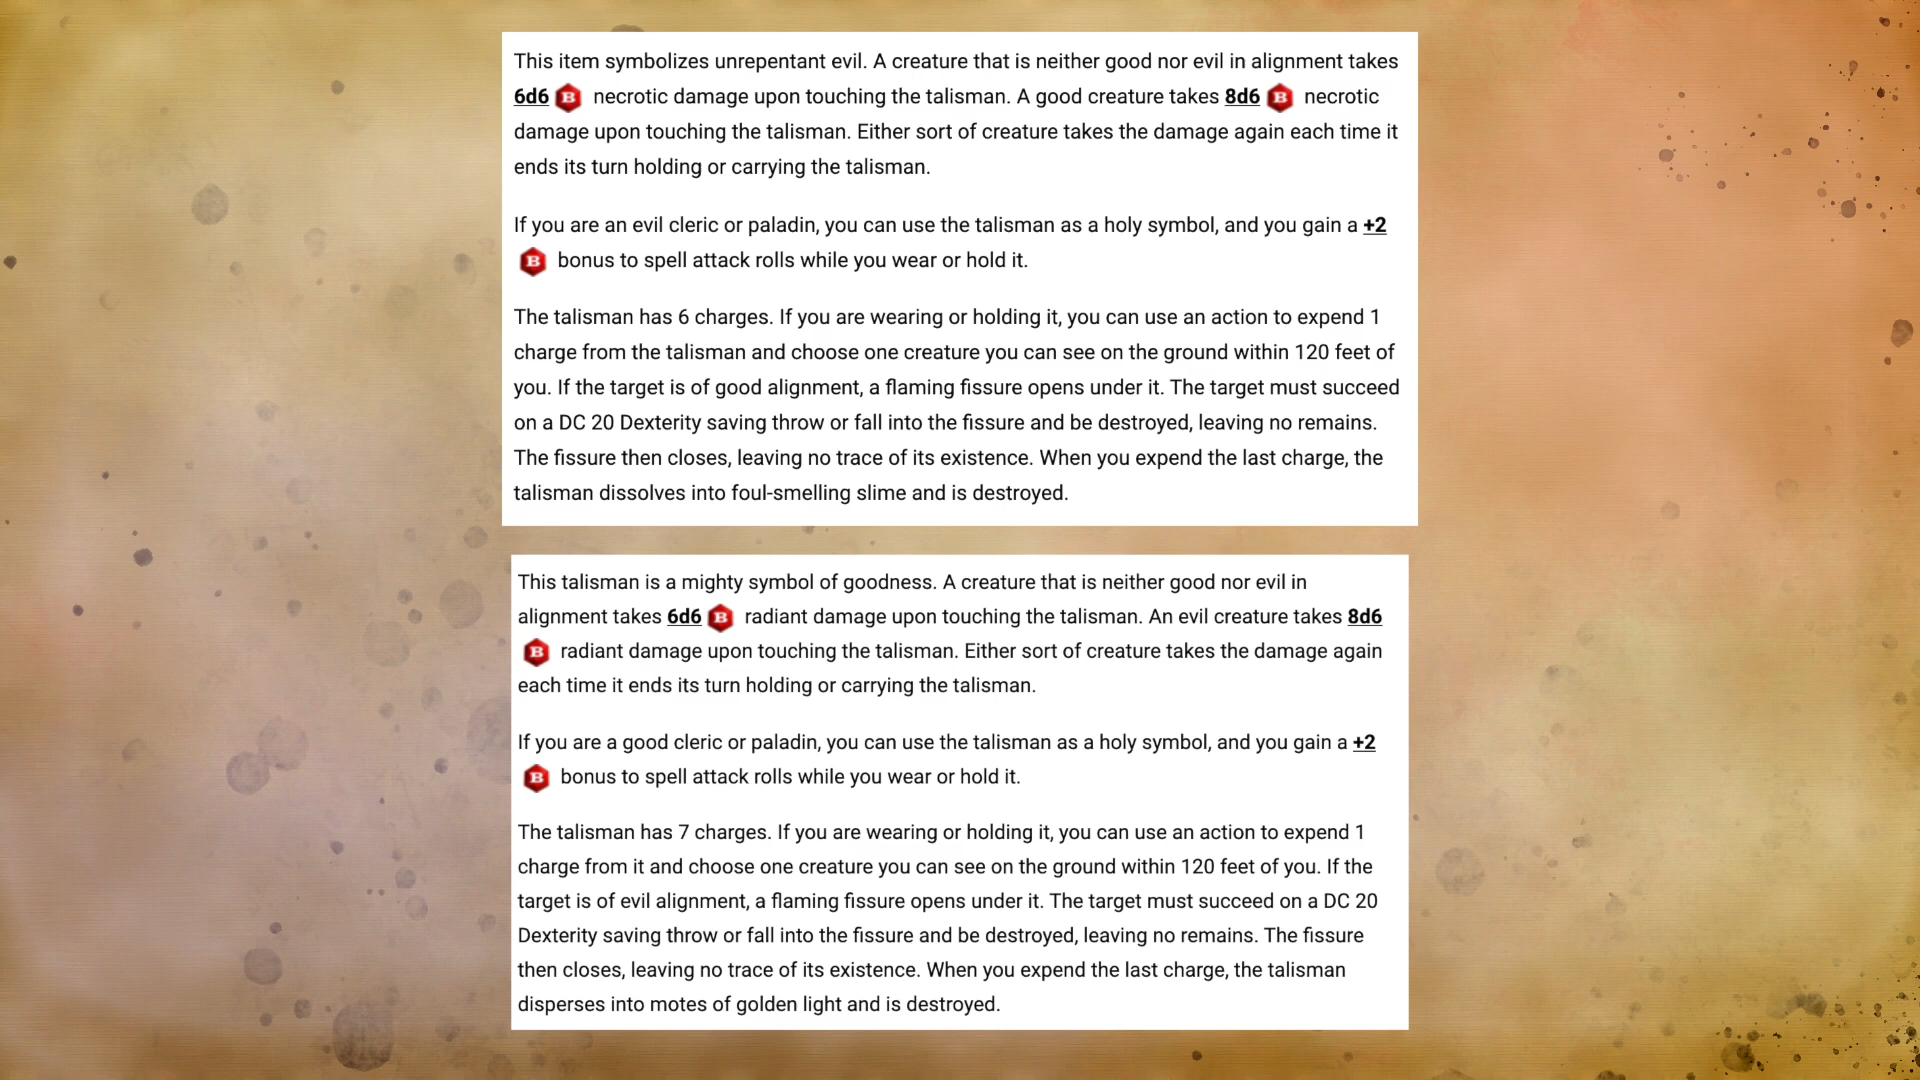 This item symbolizes unrepentant evil. A creature that is neither good nor evil in alignment takes
6d6 B necrotic damage upon touching the talisman. A good creature takes 8d6 B necrotic
damage upon touching the talisman. Either sort of creature takes the damage again each time it
ends its turn holding or carrying the talisman.
If you are an evil cleric or paladin, you can use the talisman as a holy symbol, and you gain a +2
B bonus to spell attack rolls while you wear or hold it.
The talisman has 6 charges. If you are wearing or holding it, you can use an action to expend 1
charge from the talisman and choose one creature you can see on the ground within 120 feet of
you. If the target is of good alignment, a flaming fissure opens under it. The target must succeed
on a DC 20 Dexterity saving throw or fall into the fissure and be destroyed, leaving no remains.
The fissure then closes, leaving no trace of its existence. When you expend the last charge, the
talisman dissolves into foul-smelling slime and is destroyed.
This talisman is a mighty symbol of goodness. A creature that is neither good nor evil in
alignment takes 6d6 B radiant damage upon touching the talisman. An evil creature takes 8d6
B radiant damage upon touching the talisman. Either sort of creature takes the damage again
each time it ends its turn holding or carrying the talisman.
If you are a good cleric or paladin, you can use the talisman as a holy symbol, and you gain a +2
B bonus to spell attack rolls while you wear or hold it.
The talisman has 7 charges. If you are wearing or holding it, you can use an action to expend 1
charge from it and choose one creature you can see on the ground within 120 feet of you. If the
target is of evil alignment, a flaming fissure opens under it. The target must succeed on a DC 20
Dexterity saving throw or fall into the fissure and be destroyed, leaving no remains. The fissure
then closes, leaving no trace of its existence. When you expend the last charge, the talisman
disperses into motes of golden light and is destroyed.